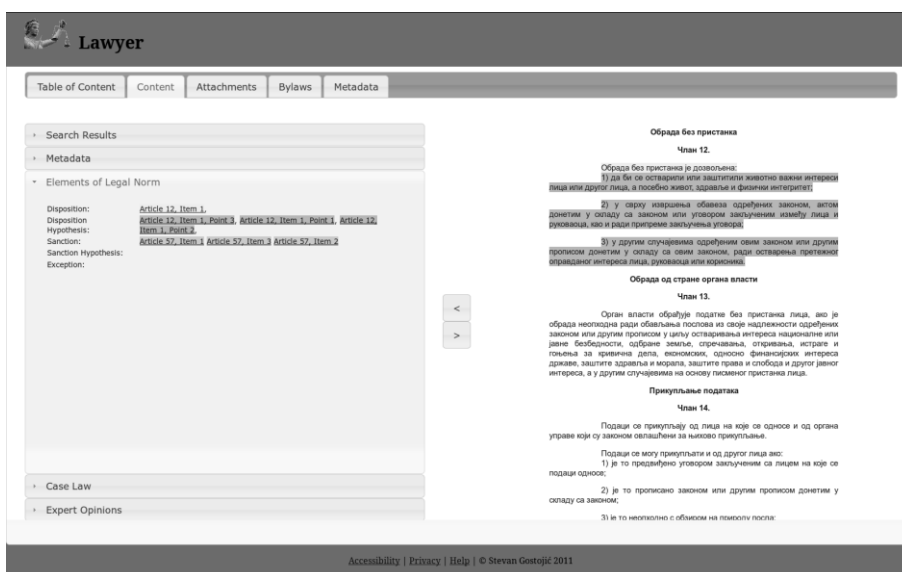 Lawyer
Table of Content
Content
Attachments
Bylaws
Metadata
Search Results
Metadata
Elements of Legal Norm
Disposition: Article 12, Item 1,
Disposition Article 12, Item 1, Point 3, Article 12, Item 1, Point 1, Article 12,
Hypothesis: Item 1, Point 2,
Sanction: Article 57, Item 1 Article 57, Item 3 Article 57, Item 2
Sanction Hypothesis:
Exception:
Case Law
Expert Opinions
<
>
Обрада без пристанка
Члан 12.
Обрада без пристанка је дозвољена:
1) да би се остварили или заштитили животно важни интереси
лица или другог лица, а посебно живот, здравље и физички интегритет;
2) у сврху извршења обавеза одређених законом, актом
донетим у складу са законом или уговором закљученим између лица и
руковаоца, као и ради припреме закључења уговора;
3) у другим случајевима одређеним овим законом или другим
прописом донетим у складу са овим законом, ради остварења претежног
оправданог интереса лица, руковаоца или корисника.
Обрада од стране органа власти
Члан 13.
Орган власти обрађује податке без пристанка лица, ако је
обрада неопходна ради обављања послова из своје надлежности одређених
законом или другим прописом у циљу остваривања интереса националне или
јавне безбедности, одбране земље, спречавања, откривања, истраге и
гоњења за кривична дела, економских, односно финансијских интереса
државе, заштите здравља и морала, заштите права и слобода и другог јавног
интереса, а у другим случајевима на основу писменог пристанка лица.
Прикупљање података
Члан 14.
Подаци се прикупљају од лица на које се односе и од органа
управе који су законом овлашћени за њихово прикупљање.
Подаци се могу прикупљати и од другог лица ако:
1) је то предвиђено уговором закљученим са лицем на које се
подаци односе;
2) је то прописано законом или другим прописом донетим у
складу са законом;
3) је то неопходно с обзиром на природу посла;
Accessibility | Privacy | Help | © Stevan Gostojić 2011